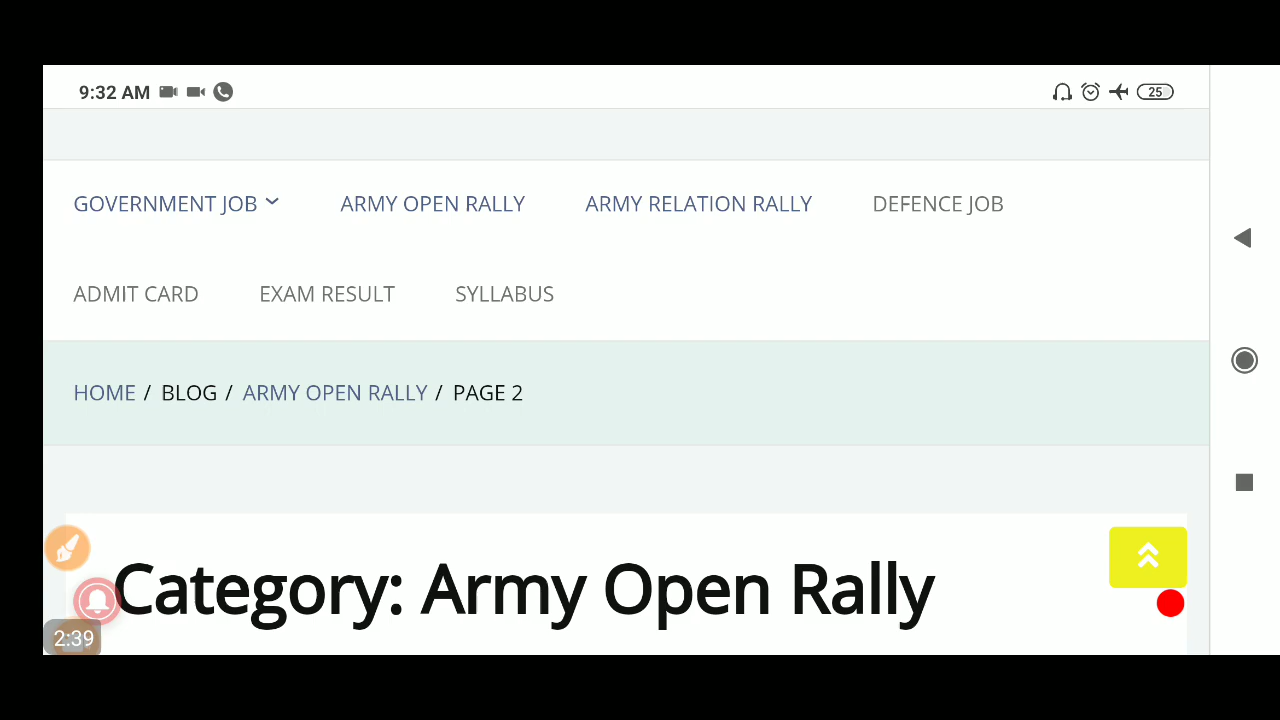 9:32 AM 25
GOVERNMENT JOB ARMY OPEN RALLY ARMY RELATION RALLY DEFENCE JOB
ADMIT CARD EXAM RESULT SYLLABUS
HOME / BLOG / ARMY OPEN RALLY / PAGE 2
Category: Army Open Rally
2:39